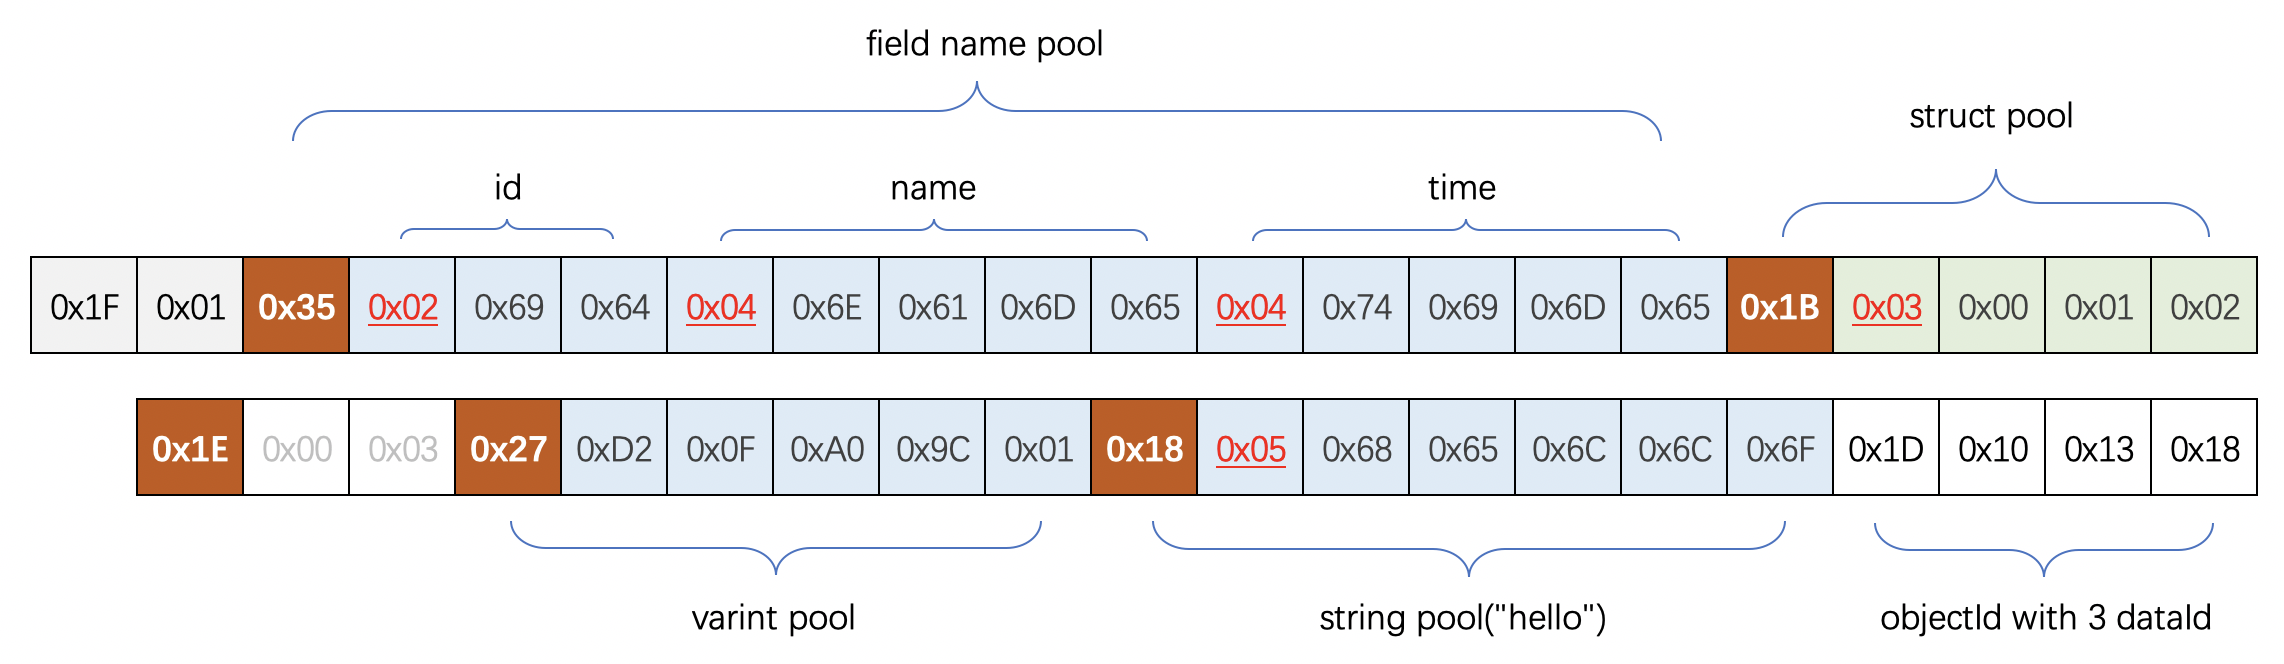 field name pool
struct pool
id name time
0x1F 0x01 0x35 0x02 0x69 0x64 0x04 0x6E 0x61 0x6D 0x65 0x04 0x74 0x69 0x6D 0x65 0x1B 0x03 0x00 0x01 0x02
0x1E 0x00 0x03 0x27 0xD2 0x0F 0xA0 0x9C 0x01 0x18 0x05 0x68 0x65 0x6C 0x6C 0x6F 0x1D 0x10 0x13 0x18
varint pool string pool("hello") objectId with 3 dataId